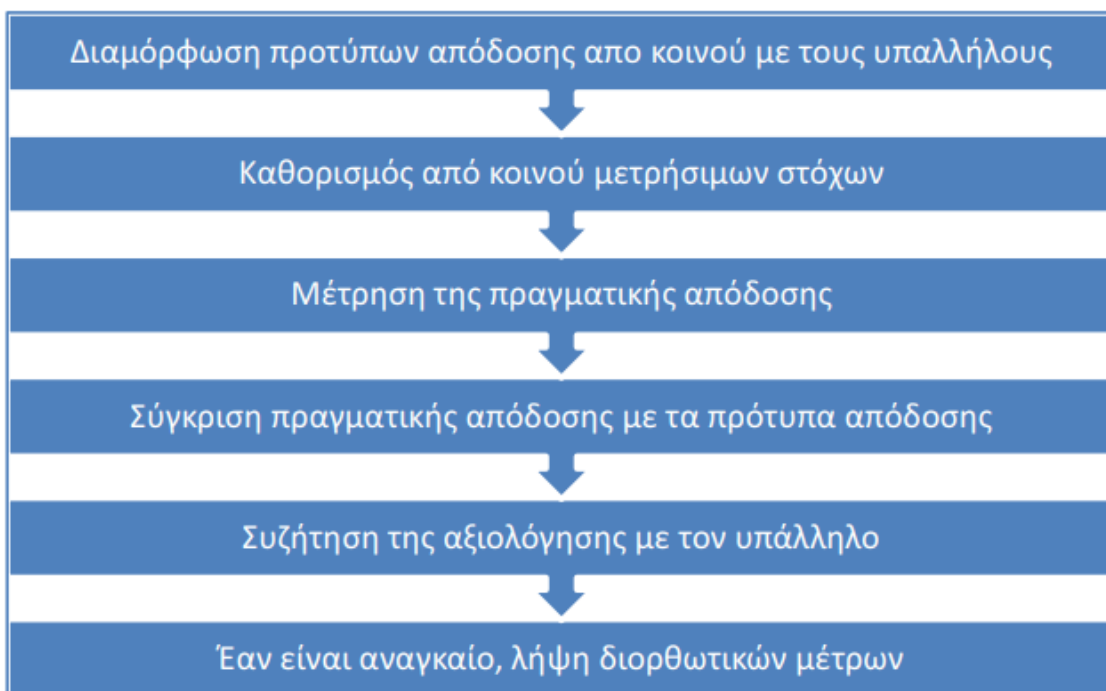 Διαμόρφωση προτύπων απόδοσης απο κοινού με τους υπαλλήλους
Καθορισμός από κοινού μετρήσιμων στόχων
Μέτρηση της πραγματικής απόδοσης
Σύγκριση πραγματικής απόδοσης με τα πρότυπα απόδοσης
Συζήτηση της αξιολόγησης με τον υπάλληλο
Έαν είναι αναγκαίο, λήψη διορθωτικών μέτρων